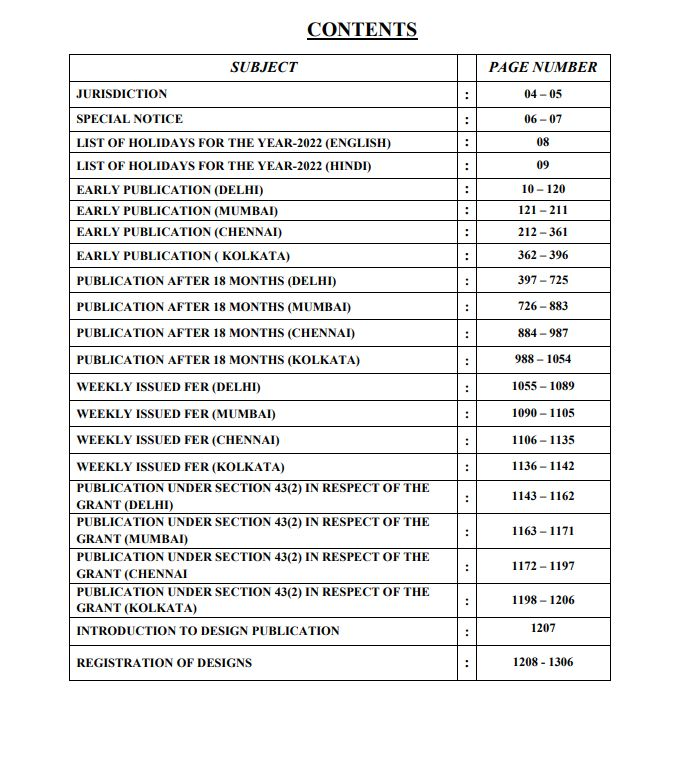 CONTENTS
SUBJECT PAGE NUMBER
JURISDICTION : 04 – 05
SPECIAL NOTICE : 06 – 07
LIST OF HOLIDAYS FOR THE YEAR-2022 (ENGLISH) : 08
LIST OF HOLIDAYS FOR THE YEAR-2022 (HINDI) : 09
EARLY PUBLICATION (DELHI) : 10 – 120
EARLY PUBLICATION (MUMBAI) : 121 - 211
EARLY PUBLICATION (CHENNAI) : 212 – 361
EARLY PUBLICATION ( KOLKATA) : 362 – 396
PUBLICATION AFTER 18 MONTHS (DELHI) : 397 – 725
PUBLICATION AFTER 18 MONTHS (MUMBAI) : 726 – 883
PUBLICATION AFTER 18 MONTHS (CHENNAI) : 884 – 987
PUBLICATION AFTER 18 MONTHS (KOLKATA) : 988 – 1054
WEEKLY ISSUED FER (DELHI) : 1055 – 1089
WEEKLY ISSUED FER (MUMBAI) : 1090 – 1105
WEEKLY ISSUED FER (CHENNAI) : 1106 – 1135
WEEKLY ISSUED FER (KOLKATA) : 1136 – 1142
PUBLICATION UNDER SECTION 43(2) IN RESPECT OF THE
GRANT (DELHI) : 1143 – 1162
PUBLICATION UNDER SECTION 43(2) IN RESPECT OF THE
GRANT (MUMBAI) : 1163 – 1171
PUBLICATION UNDER SECTION 43(2) IN RESPECT OF THE
GRANT (CHENNAI : 1172 – 1197
PUBLICATION UNDER SECTION 43(2) IN RESPECT OF THE
GRANT (KOLKATA) : 1198 – 1206
INTRODUCTION TO DESIGN PUBLICATION : 1207
REGISTRATION OF DESIGNS : 1208 - 1306